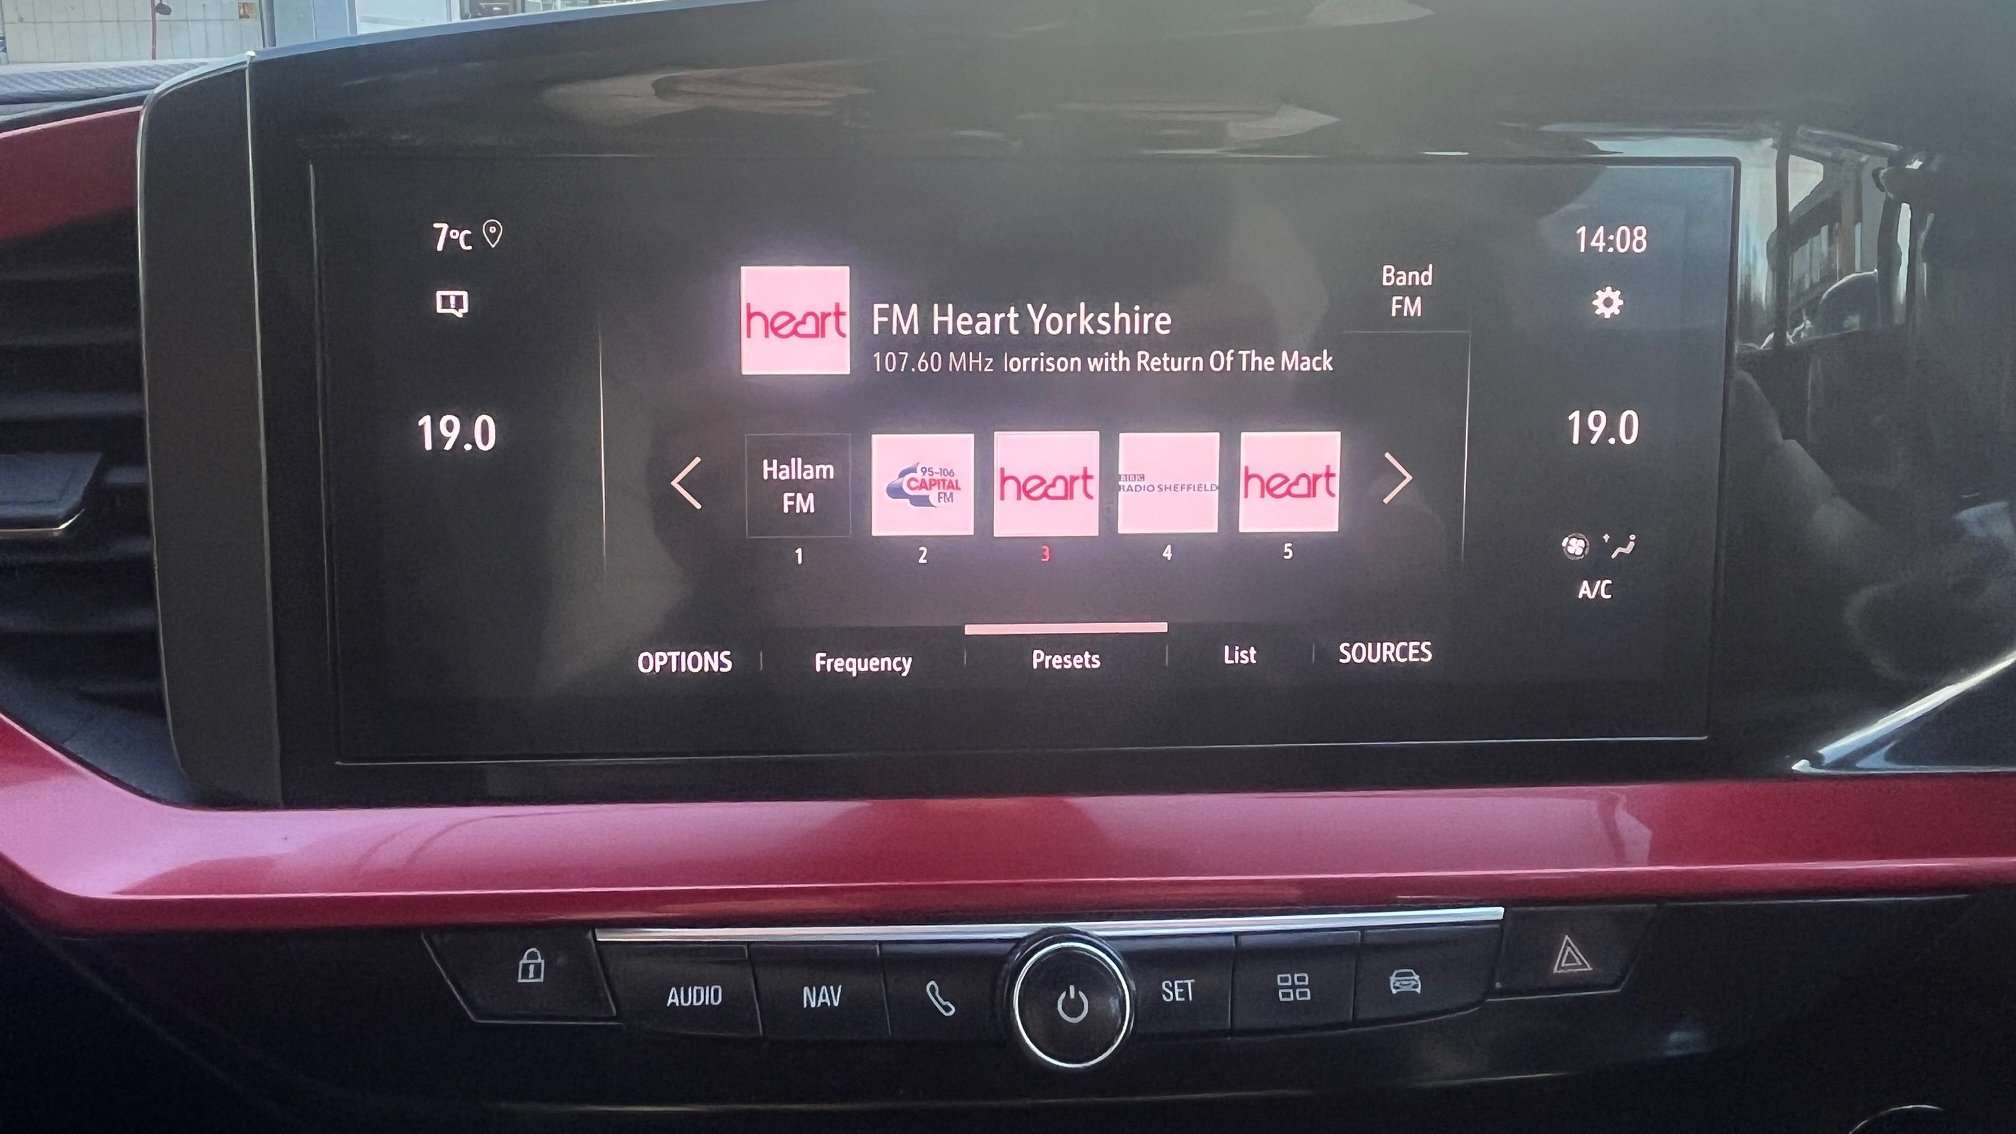 7°C
14:08
Band
FM
heart
FM Heart Yorkshire
107.60 MHz lorrison with Return Of The Mack
19.0
19.0
Hallam
FM
95-106
CAPITAL
FM
heart
BBC
RADIO SHEFFIELD
heart
1
2
3
4
5
A/C
OPTIONS
Frequency
Presets
List
SOURCES
AUDIO
NAV
SET